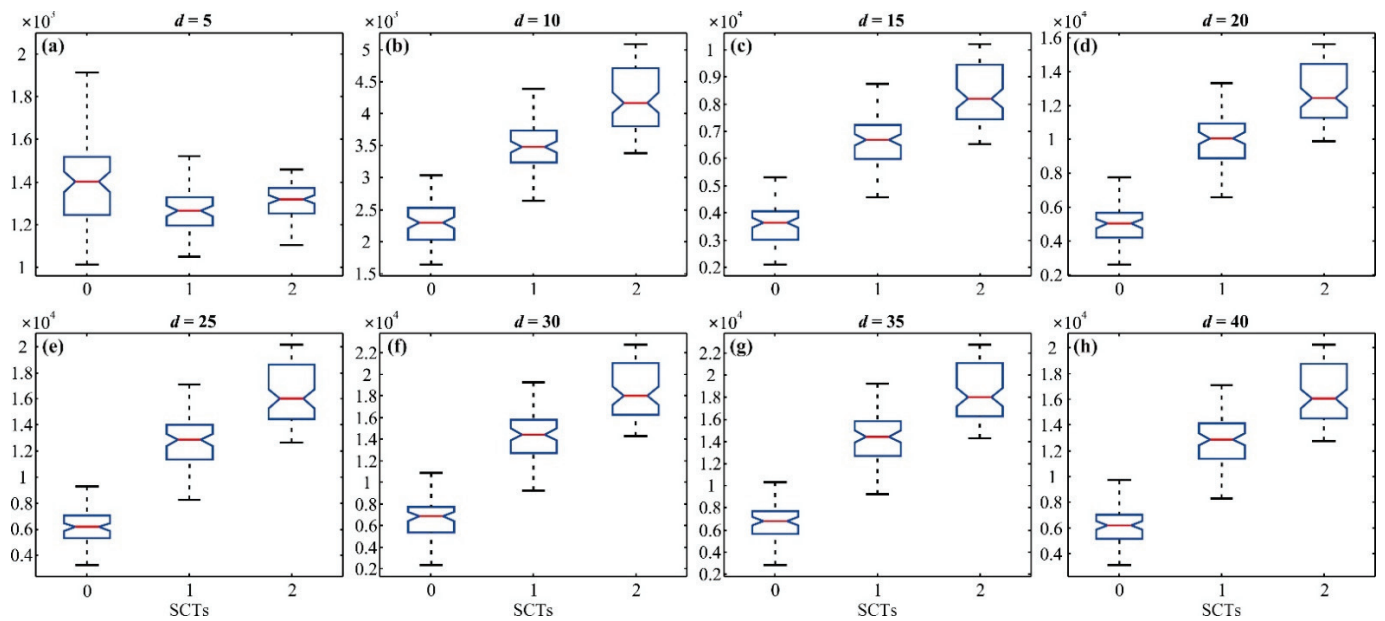 ×10³
d = 5
(a)
2
1.8
1.6
1.4
1.2
1
0 1 2
×10³
d = 10
(b)
5
4.5
4
3.5
3
2.5
2
1.5
0 1 2
×10⁴
d = 15
(c)
1
0.9
0.8
0.7
0.6
0.5
0.4
0.3
0.2
0 1 2
×10⁴
d = 20
(d)
1.6
1.4
1.2
1
0.8
0.6
0.4
0.2
0 1 2
×10⁴
d = 25
(e)
2
1.8
1.6
1.4
1.2
1
0.8
0.6
0.4
0 1 2
SCTs
×10⁴
d = 30
(f)
2.2
2
1.8
1.6
1.4
1.2
1
0.8
0.6
0.4
0.2
0 1 2
SCTs
×10⁴
d = 35
(g)
2.2
2
1.8
1.6
1.4
1.2
1
0.8
0.6
0.4
0.2
0 1 2
SCTs
×10⁴
d = 40
(h)
2
1.8
1.6
1.4
1.2
1
0.8
0.6
0.4
0 1 2
SCTs